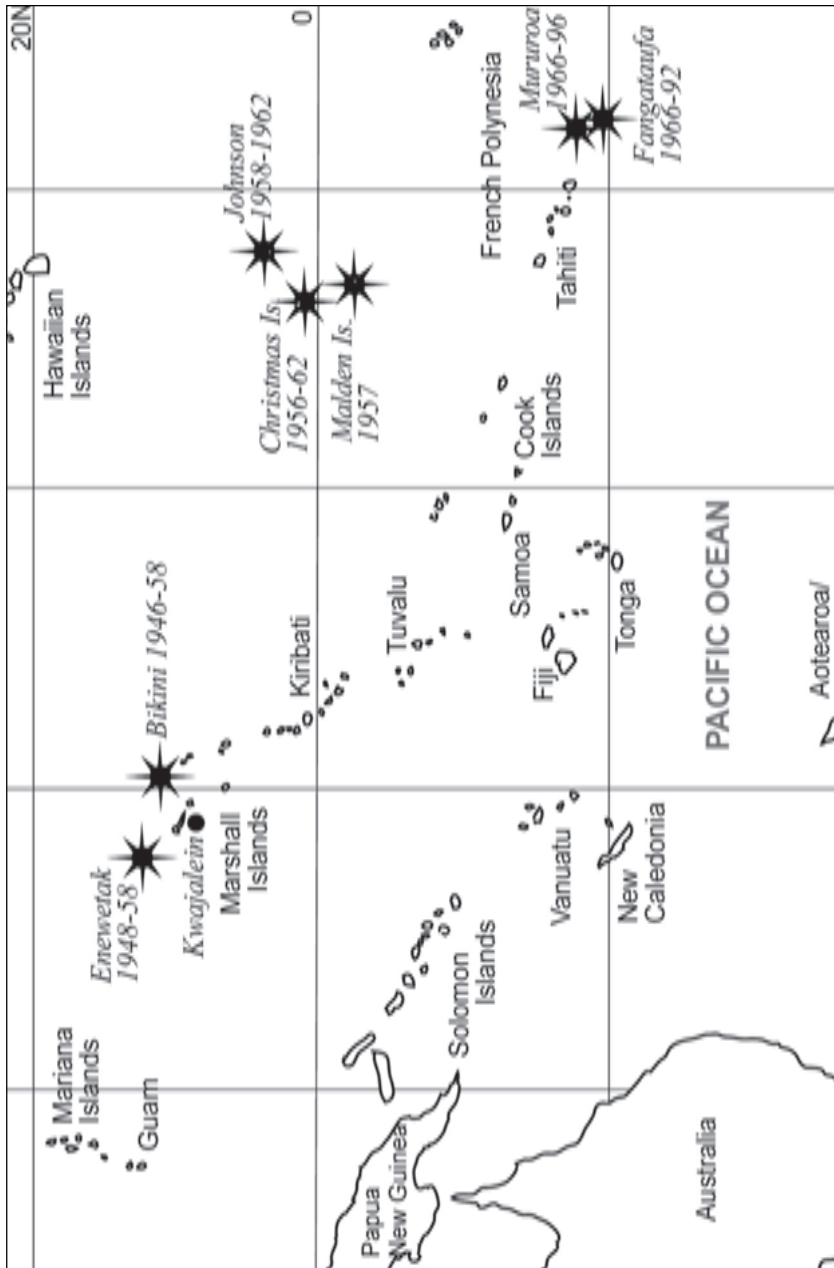 20N
0
Hawaiian
Islands
Johnson
1958-1962
Christmas Is
1956-62
Malden Is.
1957
French Polynesia
Mururoa
1966-96
Fangataufa
1966-92
Tahiti
Cook
Islands
Samoa
Tonga
Fiji
Tuvalu
Kiribati
Bikini 1946-58
Enewetak
1948-58
Kwajalein
Marshall
Islands
Mariana
Islands
Guam
Solomon
Islands
Vanuatu
New
Caledonia
Papua
New Guinea
Australia
PACIFIC OCEAN
Aotearoa/